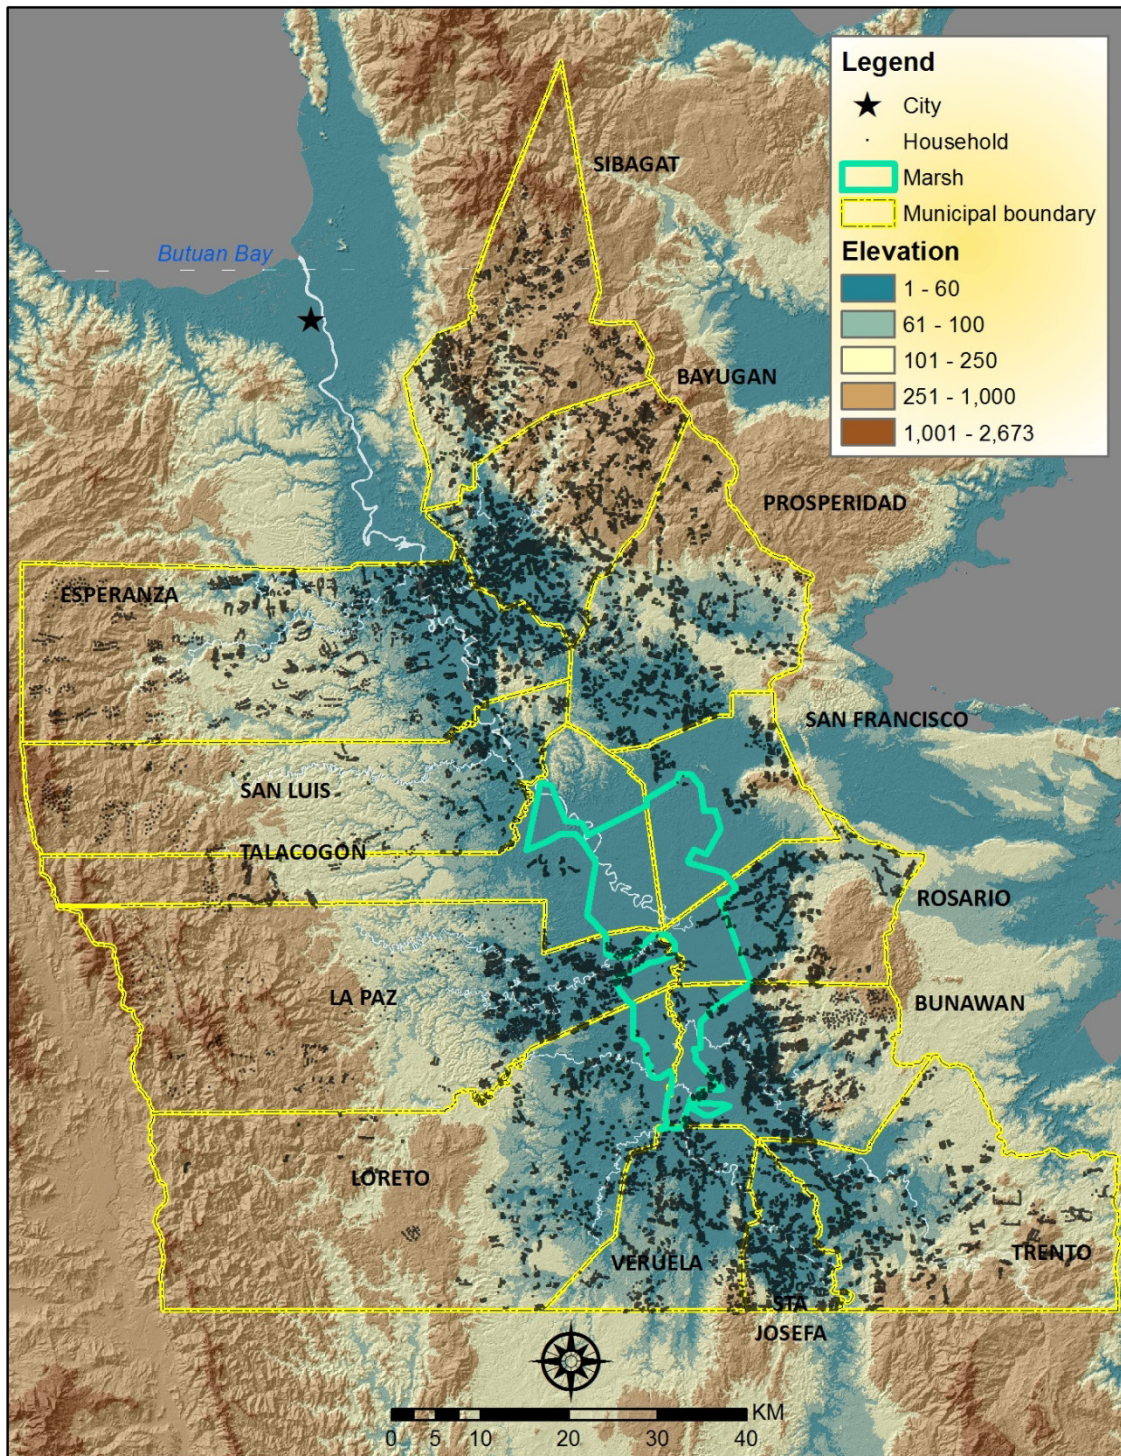 Legend
City
Household
Marsh
Municipal boundary
Elevation
1 - 60
61 - 100
101 - 250
251 - 1,000
1,001 - 2,673
SIBAGAT
Butuan Bay
BAYUGAN
PROSPERIDAD
ESPERANZA
SAN FRANCISCO
SAN LUIS
TALACOGON
ROSARIO
LA PAZ
BUNAWAN
LORETO
VERUELA
TRENTO
STA
JOSEFA
KM
0 5 10 20 30 40